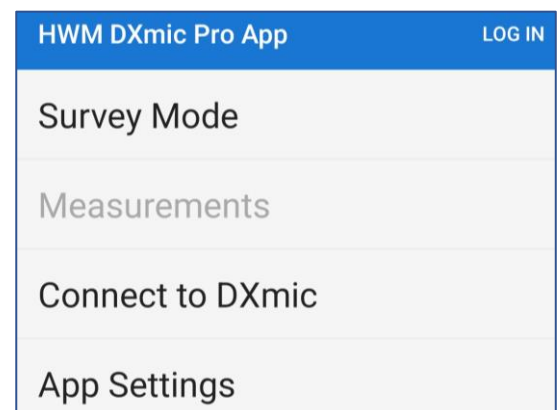 HWM DXmic Pro App LOG IN
Survey Mode
Measurements
Connect to DXmic
App Settings